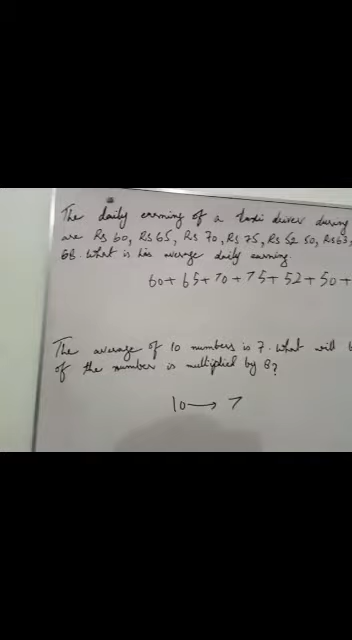 The daily earning of a taxi driver during
are Rs 60, Rs 65, Rs 70, Rs 75, Rs 52 50, Rs 63,
68. What is his average daily earning.
60 + 65 + 70 + 75 + 52 + 50 +
The average of 10 numbers is 7. what will b
of the number is multiplied by 8?
10 → 7